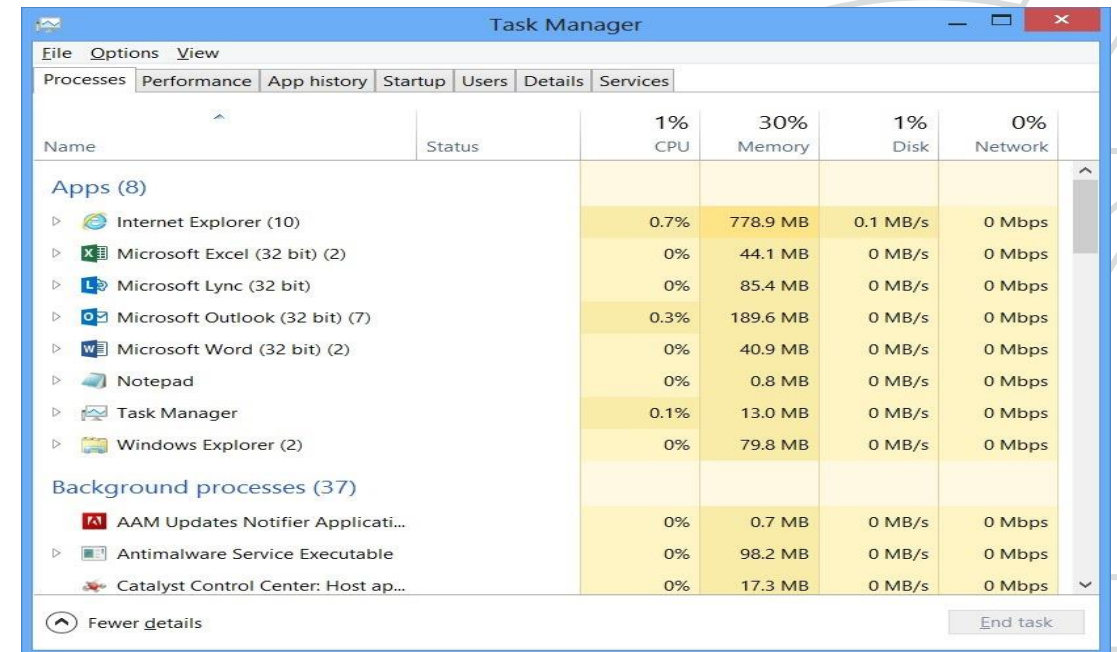 Task Manager
File Options View
Processes Performance App history Startup Users Details Services
1% 30% 1% 0%
Name Status CPU Memory Disk Network
Apps (8)
Internet Explorer (10) 0.7% 778.9 MB 0.1 MB/s 0 Mbps
Microsoft Excel (32 bit) (2) 0% 44.1 MB 0 MB/s 0 Mbps
Microsoft Lync (32 bit) 0% 85.4 MB 0 MB/s 0 Mbps
Microsoft Outlook (32 bit) (7) 0.3% 189.6 MB 0 MB/s 0 Mbps
Microsoft Word (32 bit) (2) 0% 40.9 MB 0 MB/s 0 Mbps
Notepad 0% 0.8 MB 0 MB/s 0 Mbps
Task Manager 0.1% 13.0 MB 0 MB/s 0 Mbps
Windows Explorer (2) 0% 79.8 MB 0 MB/s 0 Mbps
Background processes (37)
AAM Updates Notifier Applicati... 0% 0.7 MB 0 MB/s 0 Mbps
Antimalware Service Executable 0% 98.2 MB 0 MB/s 0 Mbps
Catalyst Control Center: Host ap... 0% 17.3 MB 0 MB/s 0 Mbps
Fewer details End task